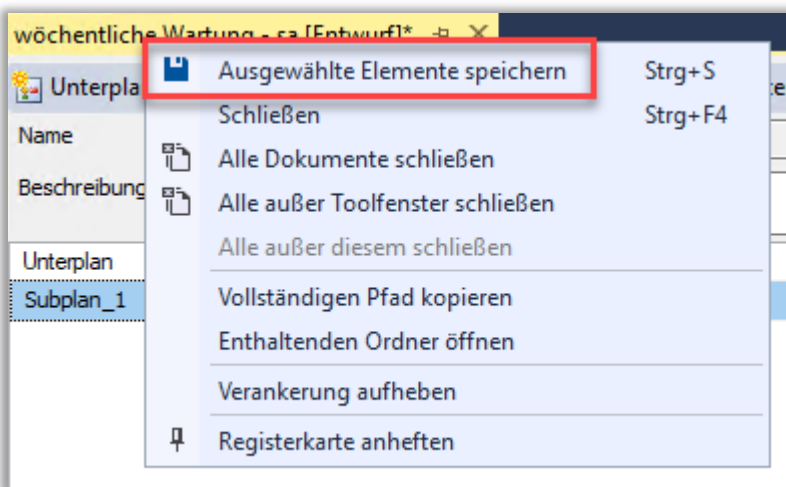 wöchentliche Wartung - sa [Entwurf]*
Ausgewählte Elemente speichern Strg+S
Unterpla
Schließen Strg+F4
Name
Alle Dokumente schließen
Beschreibung
Alle außer Toolfenster schließen
Alle außer diesem schließen
Unterplan
Subplan_1
Vollständigen Pfad kopieren
Enthaltenden Ordner öffnen
Verankerung aufheben
Registerkarte anheften